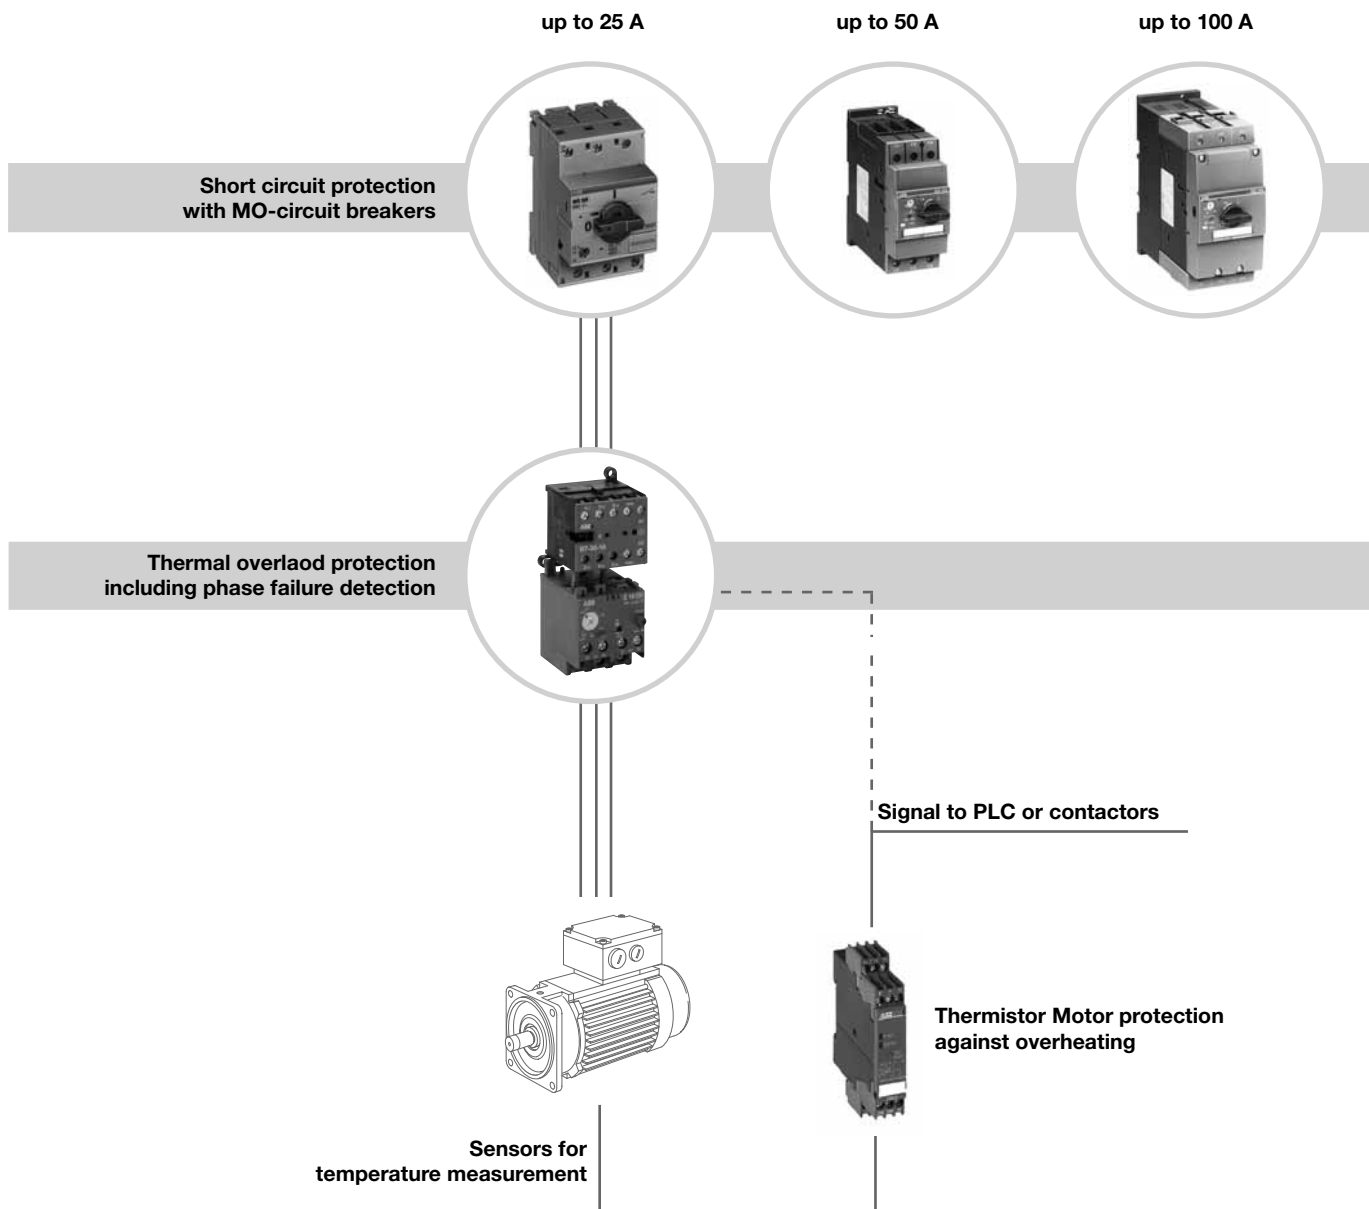 up to 25 A
up to 50 A
up to 100 A
Short circuit protection
with MO-circuit breakers
Thermal overlaod protection
including phase failure detection
Signal to PLC or contactors
Thermistor Motor protection
against overheating
Sensors for
temperature measurement